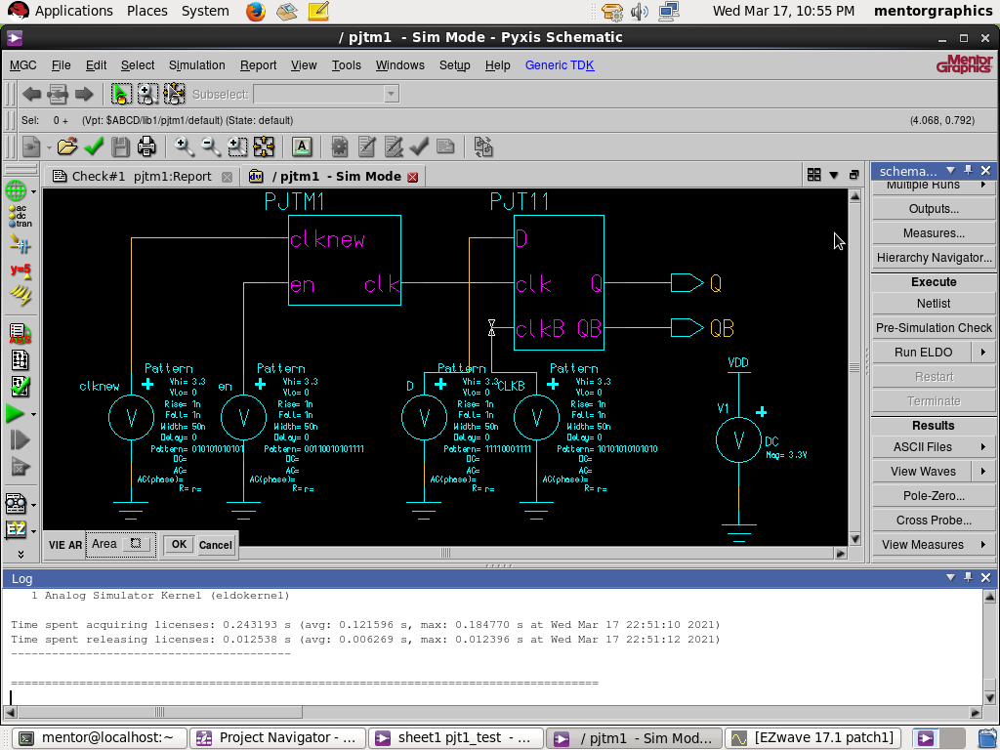 Applications Places System Wed Mar 17, 10:55 PM mentorgraphics
/ pjtm1 - Sim Mode - Pyxis Schematic
MGC File Edit Select Simulation Report View Tools Windows Setup Help Generic TDK Mentor Graphics
Subselect:
Sel: 0 + (Vpt: $ABCD/lib1/pjtm1/default) (State: default) (4.068, 0.792)
A
Check#1 pjtm1:Report / pjtm1 - Sim Mode
schema...
Multiple Runs
Outputs...
Measures...
Hierarchy Navigator...
Execute
Netlist
Pre-Simulation Check
Run ELDO
Restart
Terminate
Results
ASCII Files
View Waves
Pole-Zero...
Cross Probe...
View Measures
ac
dc
tran
y=5
EZ
PJTM1 PJT11
clknew D
en clk clk Q Q
clkB QB QB
clknew
Pattern
Vhi= 3.3
Vlo= 0
Rise= 1n
Fall= 1n
Width= 50n
Delay= 0
Pattern= 010101010101
DC=
AC=
AC(phase)=
R= r=
V
en
Pattern
Vhi= 3.3
Vlo= 0
Rise= 1n
Fall= 1n
Width= 50n
Delay= 0
Pattern= 00110010101111
DC=
AC=
AC(phase)=
R= r=
V
D
Pattern
Vhi= 3.3
Vlo= 0
Rise= 1n
Fall= 1n
Width= 50n
Delay= 0
Pattern= 11110001111
DC=
AC=
AC(phase)=
R= r=
V
CLKB
Pattern
Vhi= 3.3
Vlo= 0
Rise= 1n
Fall= 1n
Width= 50n
Delay= 0
Pattern= 10101010101010
DC=
AC=
AC(phase)=
R= r=
V
VDD
V1
V
DC
Mag= 3.3V
VIE AR Area OK Cancel
Log
1 Analog Simulator Kernel (eldokernel)
Time spent acquiring licenses: 0.243193 s (avg: 0.121596 s, max: 0.184770 s at Wed Mar 17 22:51:10 2021)
Time spent releasing licenses: 0.012538 s (avg: 0.006269 s, max: 0.012396 s at Wed Mar 17 22:51:12 2021)
mentor@localhost:~ Project Navigator - ... sheet1 pjt1_test - ... / pjtm1 - Sim Mod... [EZwave 17.1 patch1]